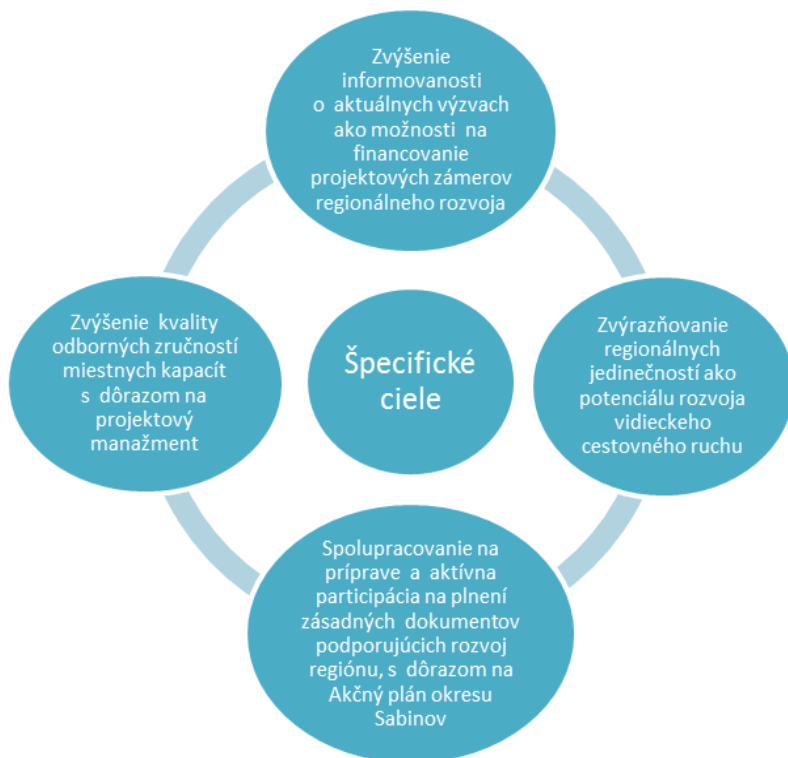 Zvýšenie
informovanosti
o aktuálnych výzvach
ako možnosti na
financovanie
projektových zámerov
regionálneho rozvoja
Zvýšenie kvality
odborných zručností
miestnych kapacít
s dôrazom na
projektový
manažment
Špecifické
ciele
Zvýrazňovanie
regionálnych
jedinečností ako
potenciálu rozvoja
vidieckeho
cestovného ruchu
Spolupracovanie na
príprave a aktívna
participácia na plnení
zásadných dokumentov
podporujúcich rozvoj
regiónu, s dôrazom na
Akčný plán okresu
Sabinov